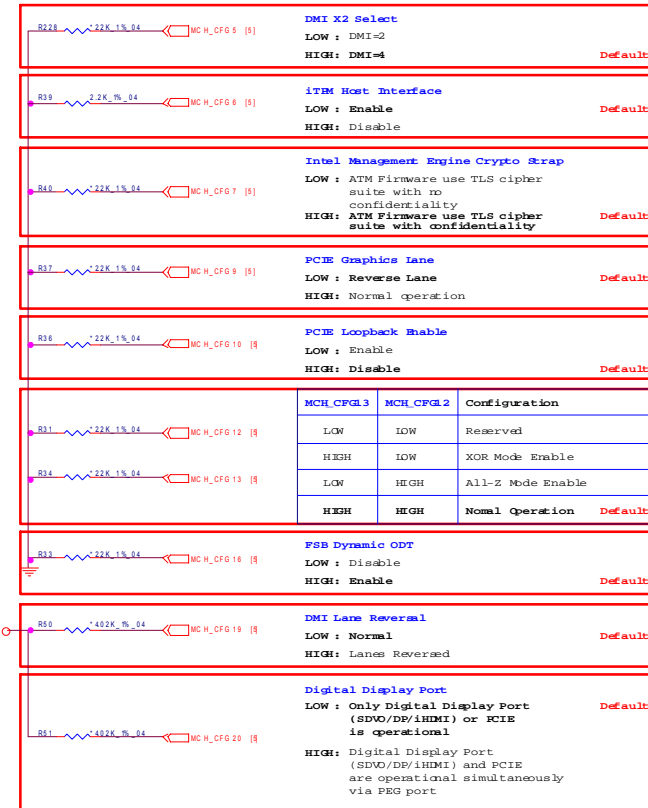 R228 *22K_1%_04 MCH_CFG5 [5]
DMI X2 Select
LOW : DMI=2
HIGH: DMI=4 Default
R39 2.2K_1%_04 MCH_CFG6 [5]
iTPM Host Interface
LOW : Enable Default
HIGH: Disable
R40 *22K_1%_04 MCH_CFG7 [5]
Intel Management Engine Crypto Strap
LOW : ATM Firmware use TLS cipher
suite with no
confidentiality
HIGH: ATM Firmware use TLS cipher Default
suite with confidentiality
R37 *22K_1%_04 MCH_CFG9 [5]
PCIE Graphics Lane
LOW : Reverse Lane Default
HIGH: Normal operation
R36 *22K_1%_04 MCH_CFG10 [5
PCIE Loopback Enable
LOW : Enable
HIGH: Disable Default
MCH_CFG13 MCH_CFG12 Configuration
R31 *22K_1%_04 MCH_CFG12 [5
LOW LOW Reserved
HIGH LOW XOR Mode Enable
R34 *22K_1%_04 MCH_CFG13 [5
LOW HIGH All-Z Mode Enable
HIGH HIGH Nomal Operation Default
R33 *22K_1%_04 MCH_CFG16 [5
FSB Dynamic ODT
LOW : Disable
HIGH: Enable Default
R50 *402K_1%_04 MCH_CFG19 [5
DMI Lane Reversal
LOW : Normal Default
HIGH: Lanes Reversed
R51 *402K_1%_04 MCH_CFG20 [5
Digital Display Port
LOW : Only Digital Display Port Default
(SDVO/DP/iHDMI) or PCIE
is operational
HIGH: Digital Display Port
(SDVO/DP/iHDMI) and PCIE
are operational simultaneously
via PEG port